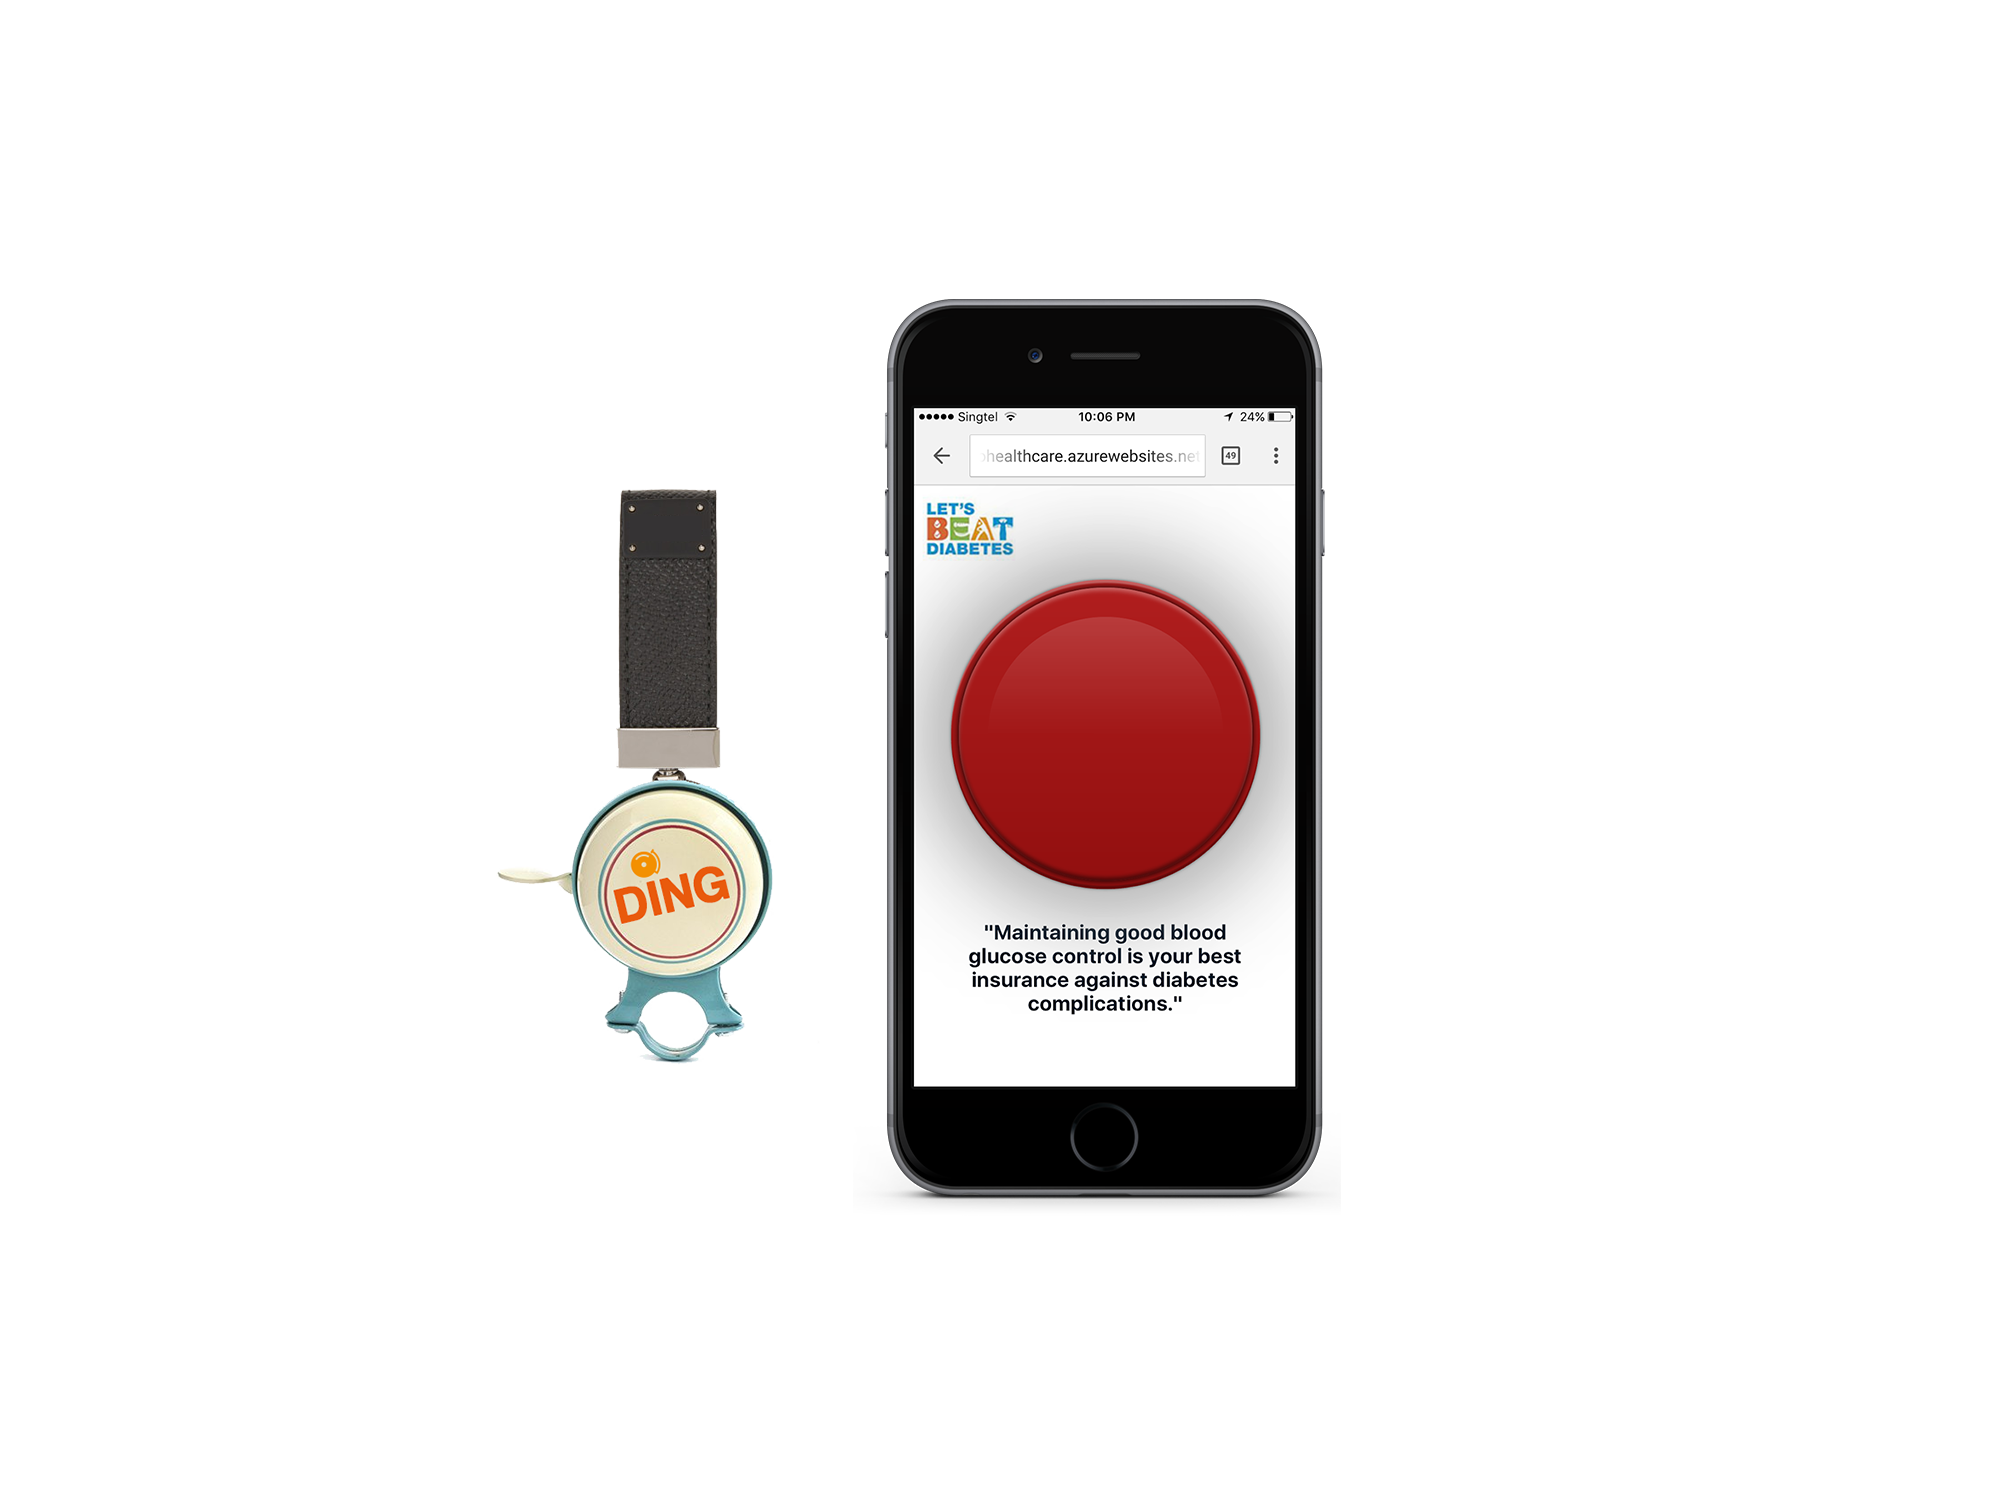 DING
Singtel
10:06 PM
24%
healthcare.azurewebsites.net
49
LET'S
BEAT
DIABETES
"Maintaining good blood
glucose control is your best
insurance against diabetes
complications."